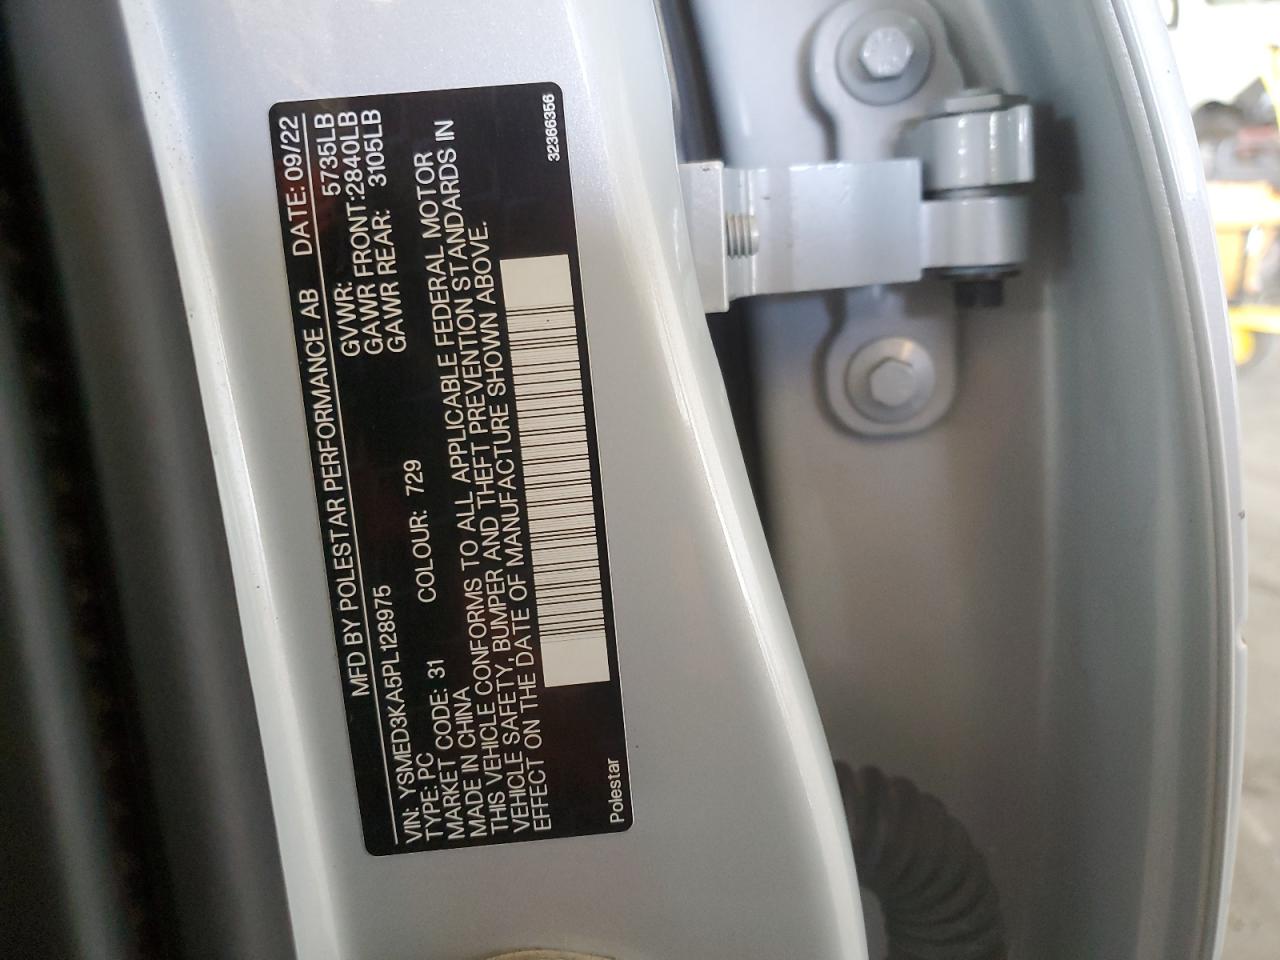 MFD BY POLESTAR PERFORMANCE AB DATE: 09/22
GVWR: 5735LB
GAWR FRONT:2840LB
GAWR REAR: 3105LB
VIN: YSMED3KA5PL128975
TYPE: PC
MARKET CODE: 31 COLOUR: 729
MADE IN CHINA
THIS VEHICLE CONFORMS TO ALL APPLICABLE FEDERAL MOTOR
VEHICLE SAFETY, BUMPER AND THEFT PREVENTION STANDARDS IN
EFFECT ON THE DATE OF MANUFACTURE SHOWN ABOVE.
Polestar 32366356